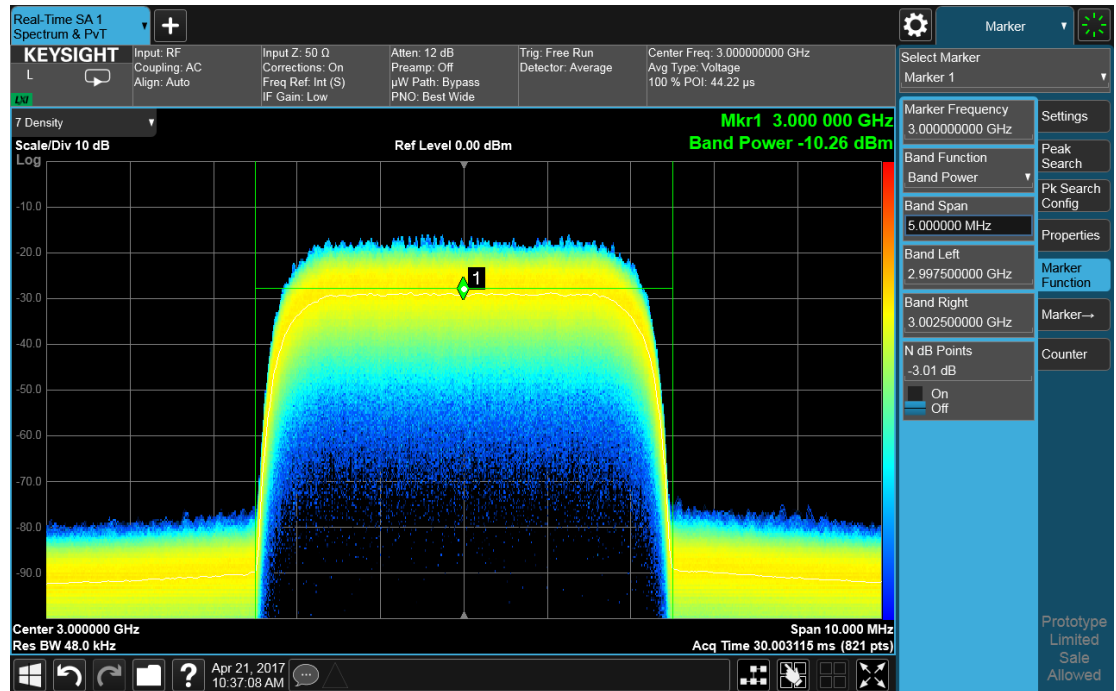 Real-Time SA 1
Spectrum & PvT
Marker
KEYSIGHT
L
LXI
Input: RF
Coupling: AC
Align: Auto
Input Z: 50 Ω
Corrections: On
Freq Ref: Int (S)
IF Gain: Low
Atten: 12 dB
Preamp: Off
µW Path: Bypass
PNO: Best Wide
Trig: Free Run
Detector: Average
Center Freq: 3.000000000 GHz
Avg Type: Voltage
100 % POI: 44.22 µs
7 Density
Mkr1 3.000 000 GHz
Scale/Div 10 dB
Ref Level 0.00 dBm
Band Power -10.26 dBm
Log
-10.0
-20.0
-30.0
-40.0
-50.0
-60.0
-70.0
-80.0
-90.0
1
Center 3.000000 GHz
Span 10.000 MHz
Res BW 48.0 kHz
Acq Time 30.003115 ms (821 pts)
Select Marker
Marker 1
Marker Frequency
3.000000000 GHz
Band Function
Band Power
Band Span
5.000000 MHz
Band Left
2.997500000 GHz
Band Right
3.002500000 GHz
N dB Points
-3.01 dB
On
Off
Settings
Peak
Search
Pk Search
Config
Properties
Marker
Function
Marker→
Counter
Prototype
Limited
Sale
Allowed
?
Apr 21, 2017
10:37:08 AM